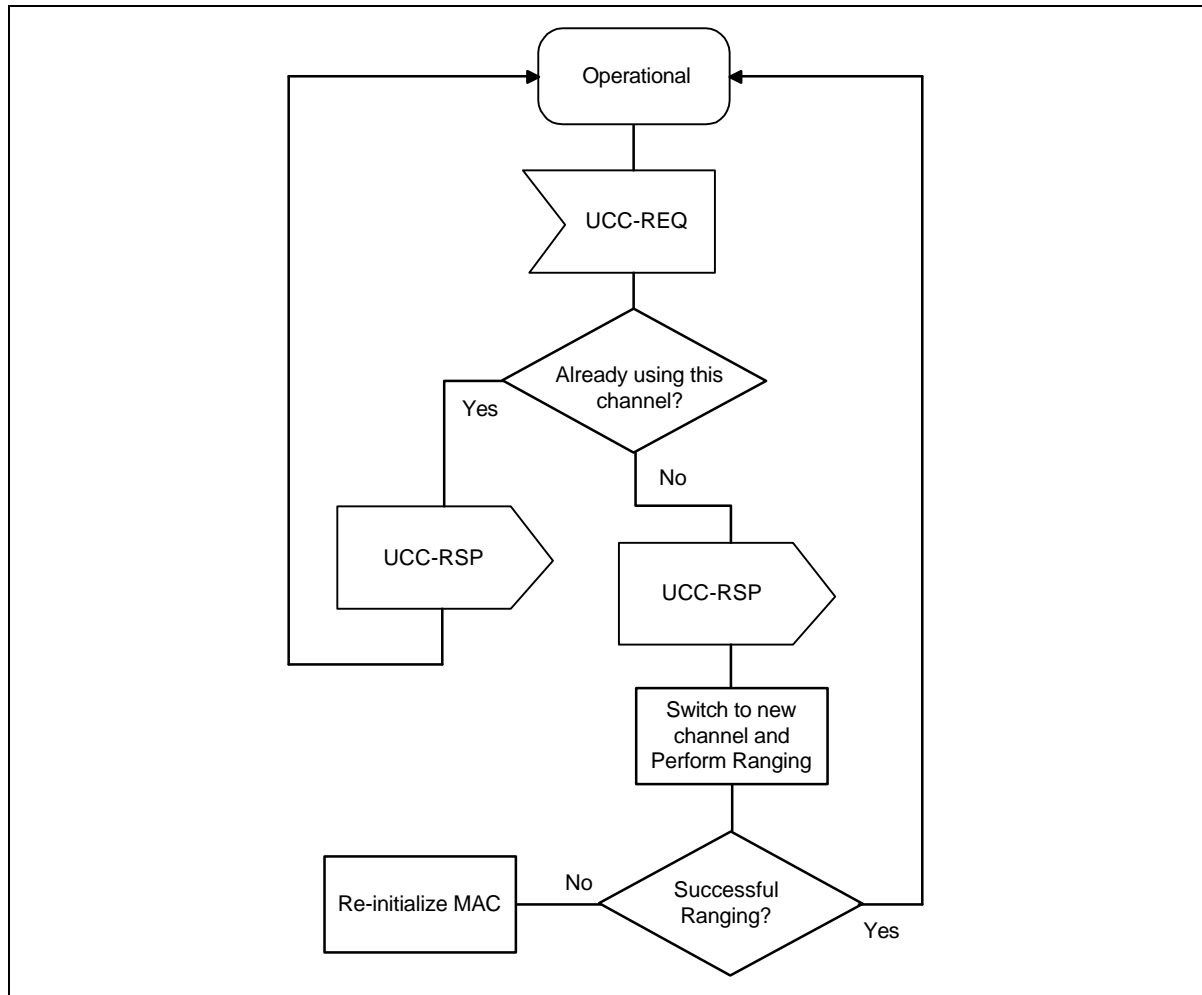 Operational
UCC-REQ
Already using this
channel?
Yes
No
UCC-RSP
UCC-RSP
Switch to new
channel and
Perform Ranging
Re-initialize MAC
No
Successful
Ranging?
Yes